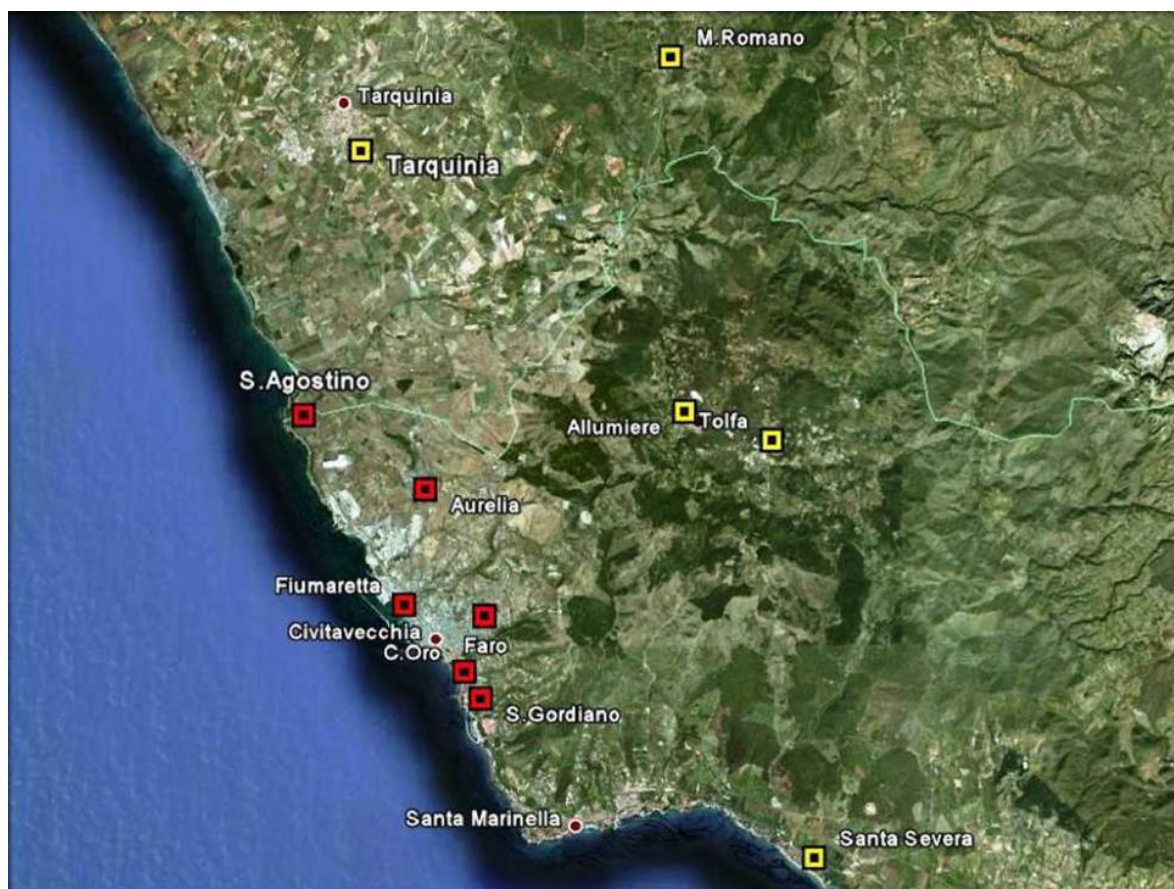 M.Romano
Tarquinia
Tarquinia
S.Agostino
Allumiere
Tolfa
Aurelia
Fiumaretta
Civitavecchia
C.Oro
Faro
S.Gordiano
Santa Marinella
Santa Severa